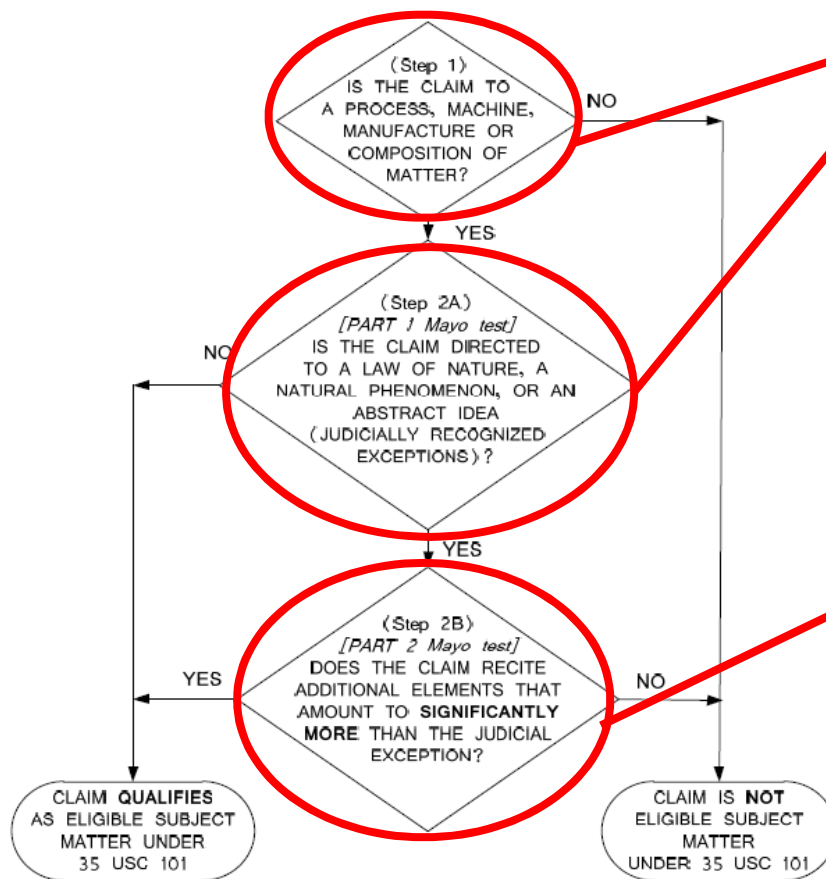 (Step 1)
IS THE CLAIM TO
A PROCESS, MACHINE,
MANUFACTURE OR
COMPOSITION OF
MATTER?
NO
YES
(Step 2A)
[PART 1 Mayo test]
IS THE CLAIM DIRECTED
TO A LAW OF NATURE, A
NATURAL PHENOMENON, OR AN
ABSTRACT IDEA
(JUDICIALLY RECOGNIZED
EXCEPTIONS)?
NO
YES
(Step 2B)
[PART 2 Mayo test]
DOES THE CLAIM RECITE
ADDITIONAL ELEMENTS THAT
AMOUNT TO SIGNIFICANTLY
MORE THAN THE JUDICIAL
EXCEPTION?
YES
NO
CLAIM QUALIFIES
AS ELIGIBLE SUBJECT
MATTER UNDER
35 USC 101
CLAIM IS NOT
ELIGIBLE SUBJECT
MATTER
UNDER 35 USC 101